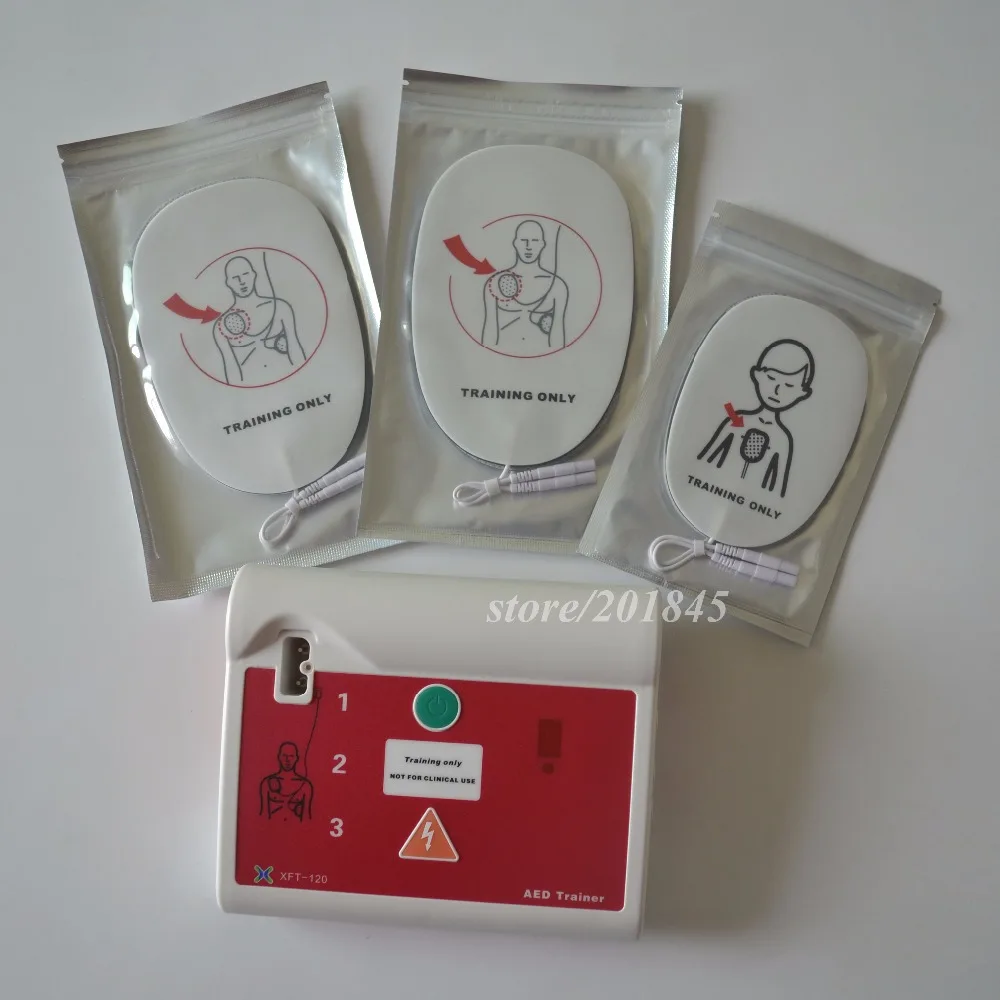 TRAINING ONLY
TRAINING ONLY
TRAINING ONLY
store/201845
1
2
Training only
NOT FOR CLINICAL USE
3
XFT-120
AED Trainer